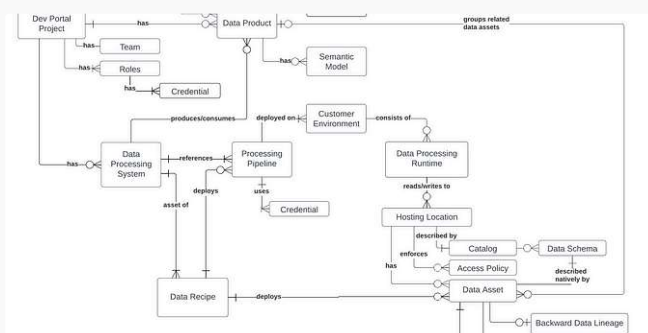 Dev Portal
Project
has
Data Product
groups related
data assets
has
Team
has
Roles
has
Semantic
Model
has
Credential
produces/consumes
deployed on
Customer
Environment
consists of
Data
Processing
System
references
Processing
Pipeline
Data Processing
Runtime
has
deploys
uses
reads/writes to
asset of
Credential
Hosting Location
described by
Catalog
Data Schema
enforces
has
Access Policy
described
natively by
Data Recipe
deploys
Data Asset
Backward Data Lineage